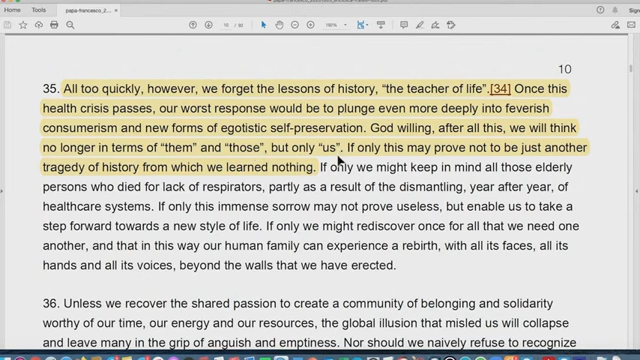 Home
Tools
papa-francesco_2...
10
35. All too quickly, however, we forget the lessons of history, “the teacher of life”.[34] Once this
health crisis passes, our worst response would be to plunge even more deeply into feverish
consumerism and new forms of egotistic self-preservation. God willing, after all this, we will think
no longer in terms of “them” and “those”, but only “us”. If only this may prove not to be just another
tragedy of history from which we learned nothing. If only we might keep in mind all those elderly
persons who died for lack of respirators, partly as a result of the dismantling, year after year, of
healthcare systems. If only this immense sorrow may not prove useless, but enable us to take a
step forward towards a new style of life. If only we might rediscover once for all that we need one
another, and that in this way our human family can experience a rebirth, with all its faces, all its
hands and all its voices, beyond the walls that we have erected.
36. Unless we recover the shared passion to create a community of belonging and solidarity
worthy of our time, our energy and our resources, the global illusion that misled us will collapse
and leave many in the grip of anguish and emptiness. Nor should we naively refuse to recognize